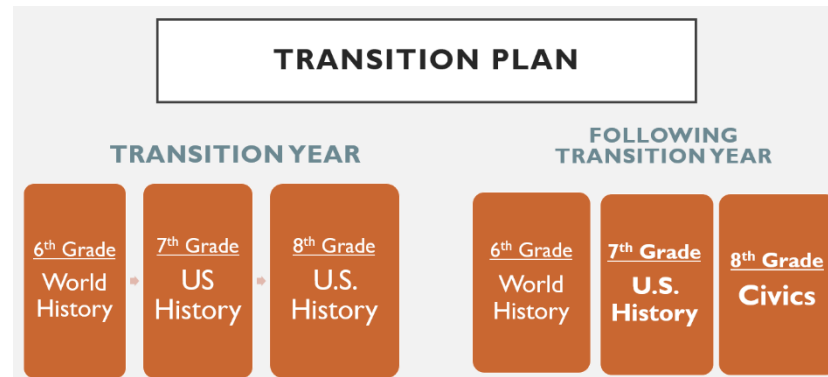 TRANSITION PLAN
TRANSITION YEAR
6th Grade
World
History
7th Grade
US
History
8th Grade
U.S.
History
FOLLOWING
TRANSITION YEAR
6th Grade
World
History
7th Grade
U.S.
History
8th Grade
Civics